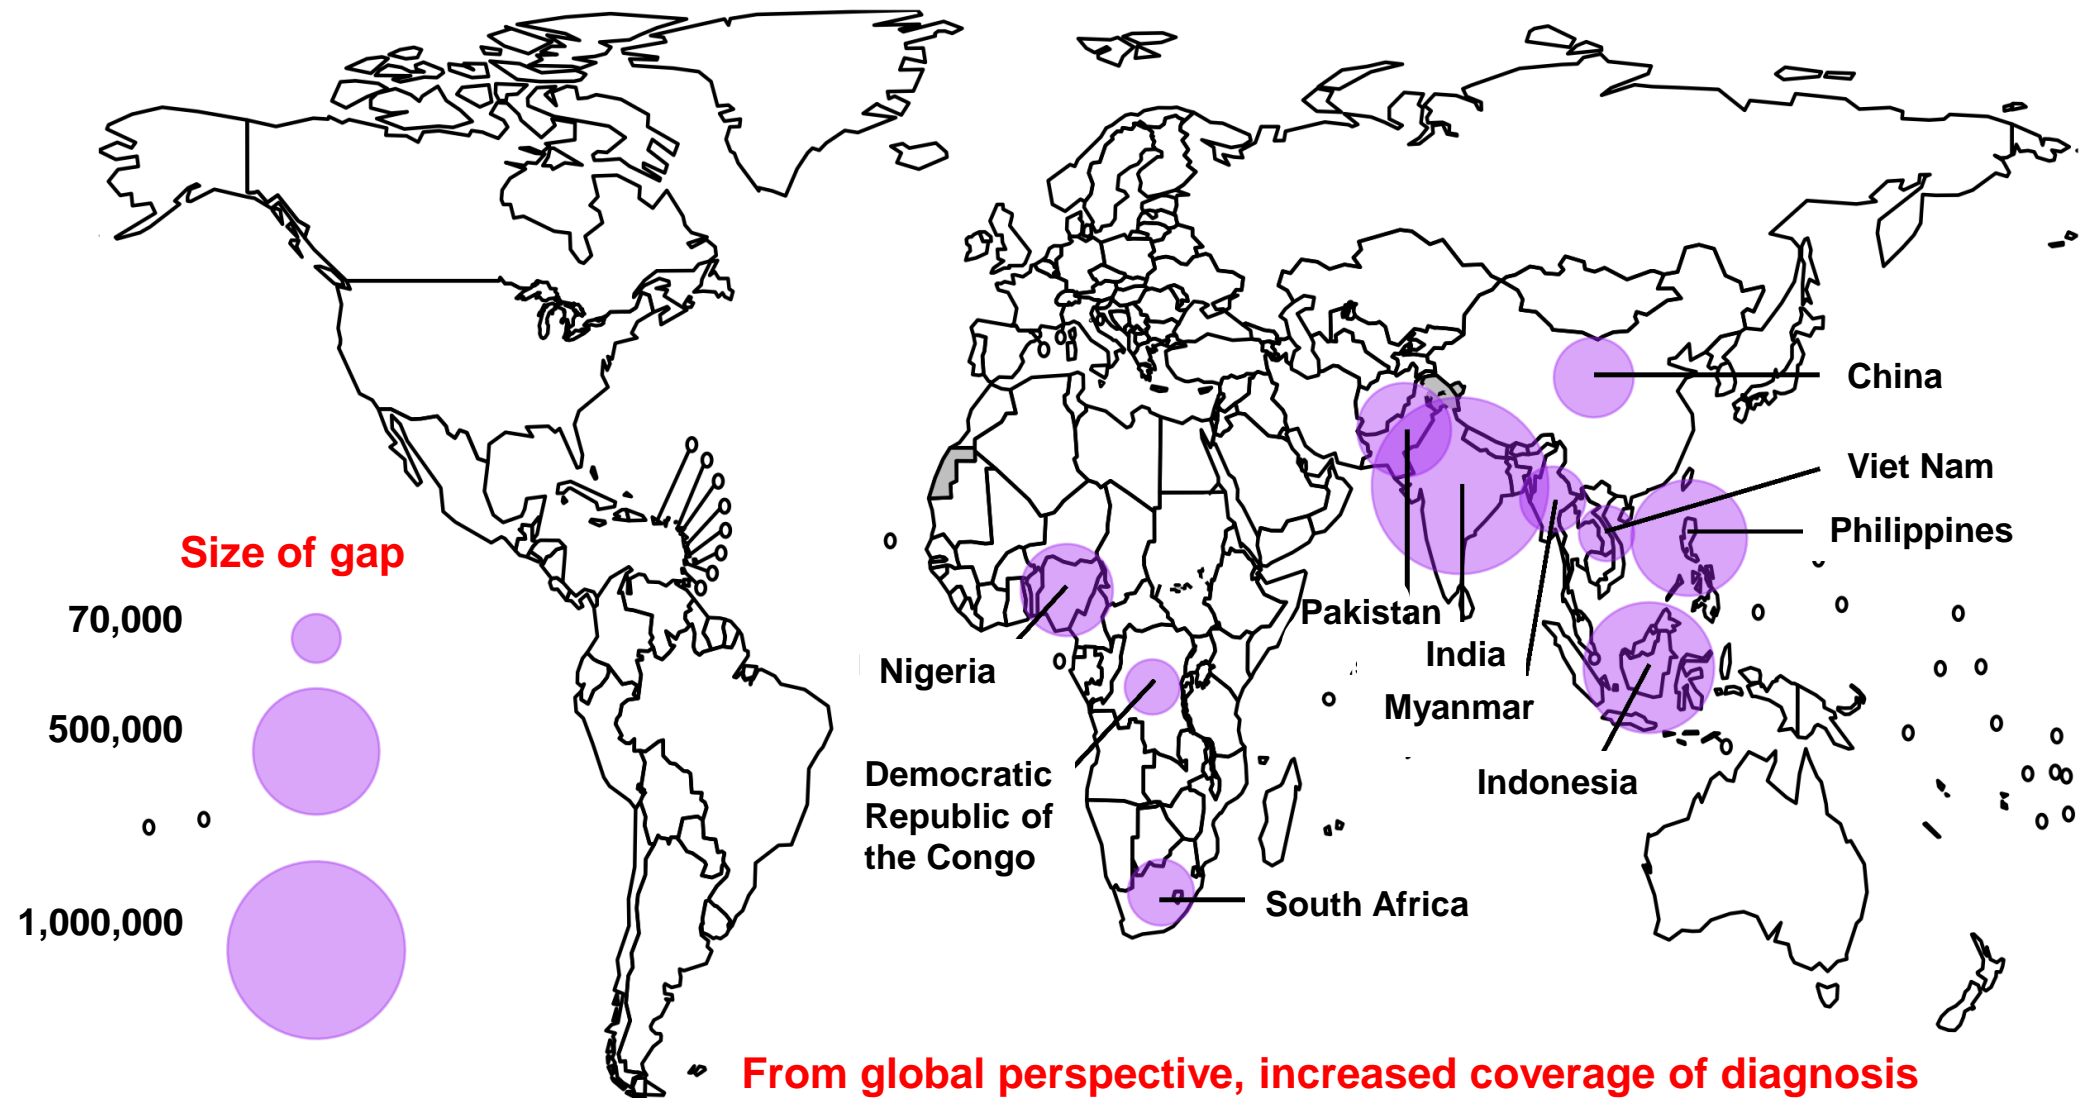 China
Viet Nam
Philippines
Size of gap
70,000
Pakistan
India
Nigeria
Myanmar
500,000
Democratic
Republic of
the Congo
Indonesia
South Africa
1,000,000
From global perspective, increased coverage of diagnosis